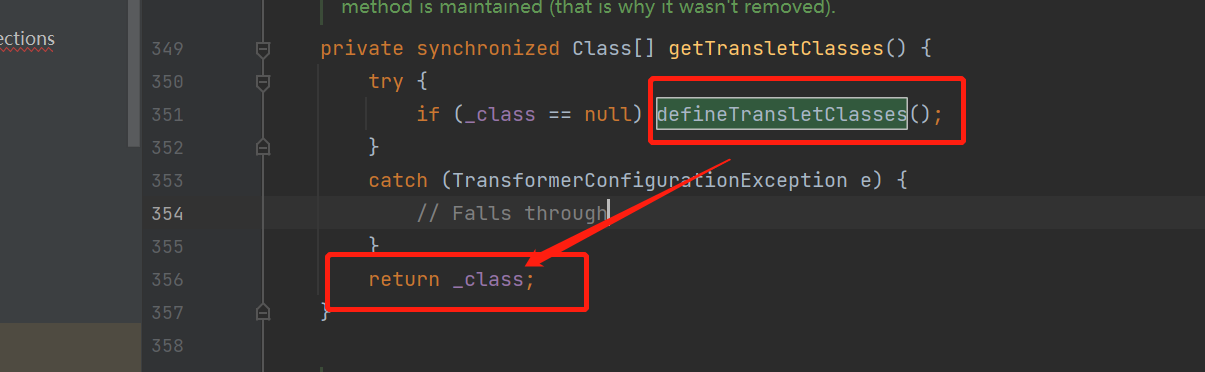 method is maintained (that is why it wasn't removed).
ections
349 private synchronized Class[] getTransletClasses() {
350 try {
351 if (_class == null) defineTransletClasses();
352 }
353 catch (TransformerConfigurationException e) {
354 // Falls through
355 }
356 return _class;
357 }
358